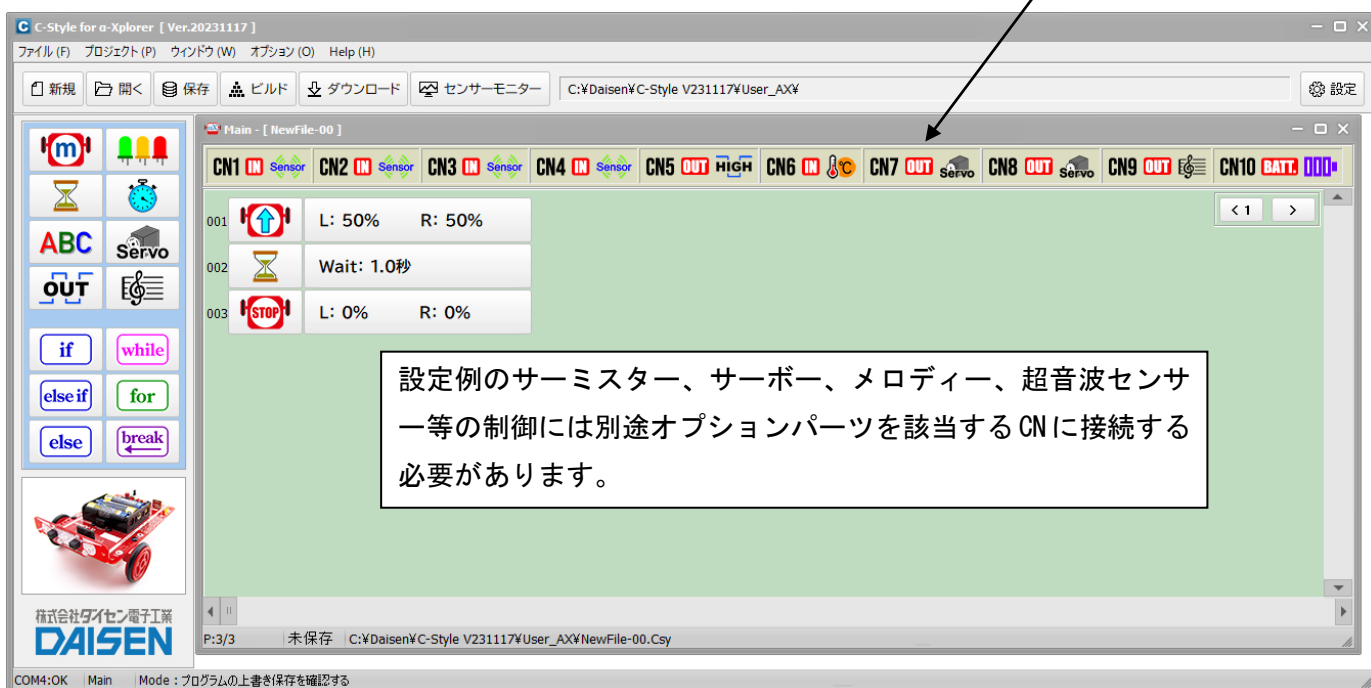 C-Style for α-Xplorer [ Ver.20231117 ]
ファイル (F) プロジェクト (P) ウィンドウ (W) オプション (O) Help (H)
新規 開く 保存 ビルド ダウンロード センサーモニター C:¥Daisen¥C-Style V231117¥User_AX¥ 設定
Main - [ NewFile-00 ]
CN1 IN Sensor CN2 IN Sensor CN3 IN Sensor CN4 IN Sensor CN5 OUT HIGH CN6 IN °C CN7 OUT Servo CN8 OUT Servo CN9 OUT CN10 BATT.
m
ABC Servo
OUT
if while
else if for
else break
001 L: 50% R: 50%
002 Wait: 1.0秒
003 STOP L: 0% R: 0%
< 1 >
設定例のサーミスター、サーボー、メロディー、超音波センサ
ー等の制御には別途オプションパーツを該当するCNに接続する
必要があります。
株式会社ダイセン電子工業
DAISEN
P:3/3 未保存 C:¥Daisen¥C-Style V231117¥User_AX¥NewFile-00.Csy
COM4:OK Main Mode : プログラムの上書き保存を確認する